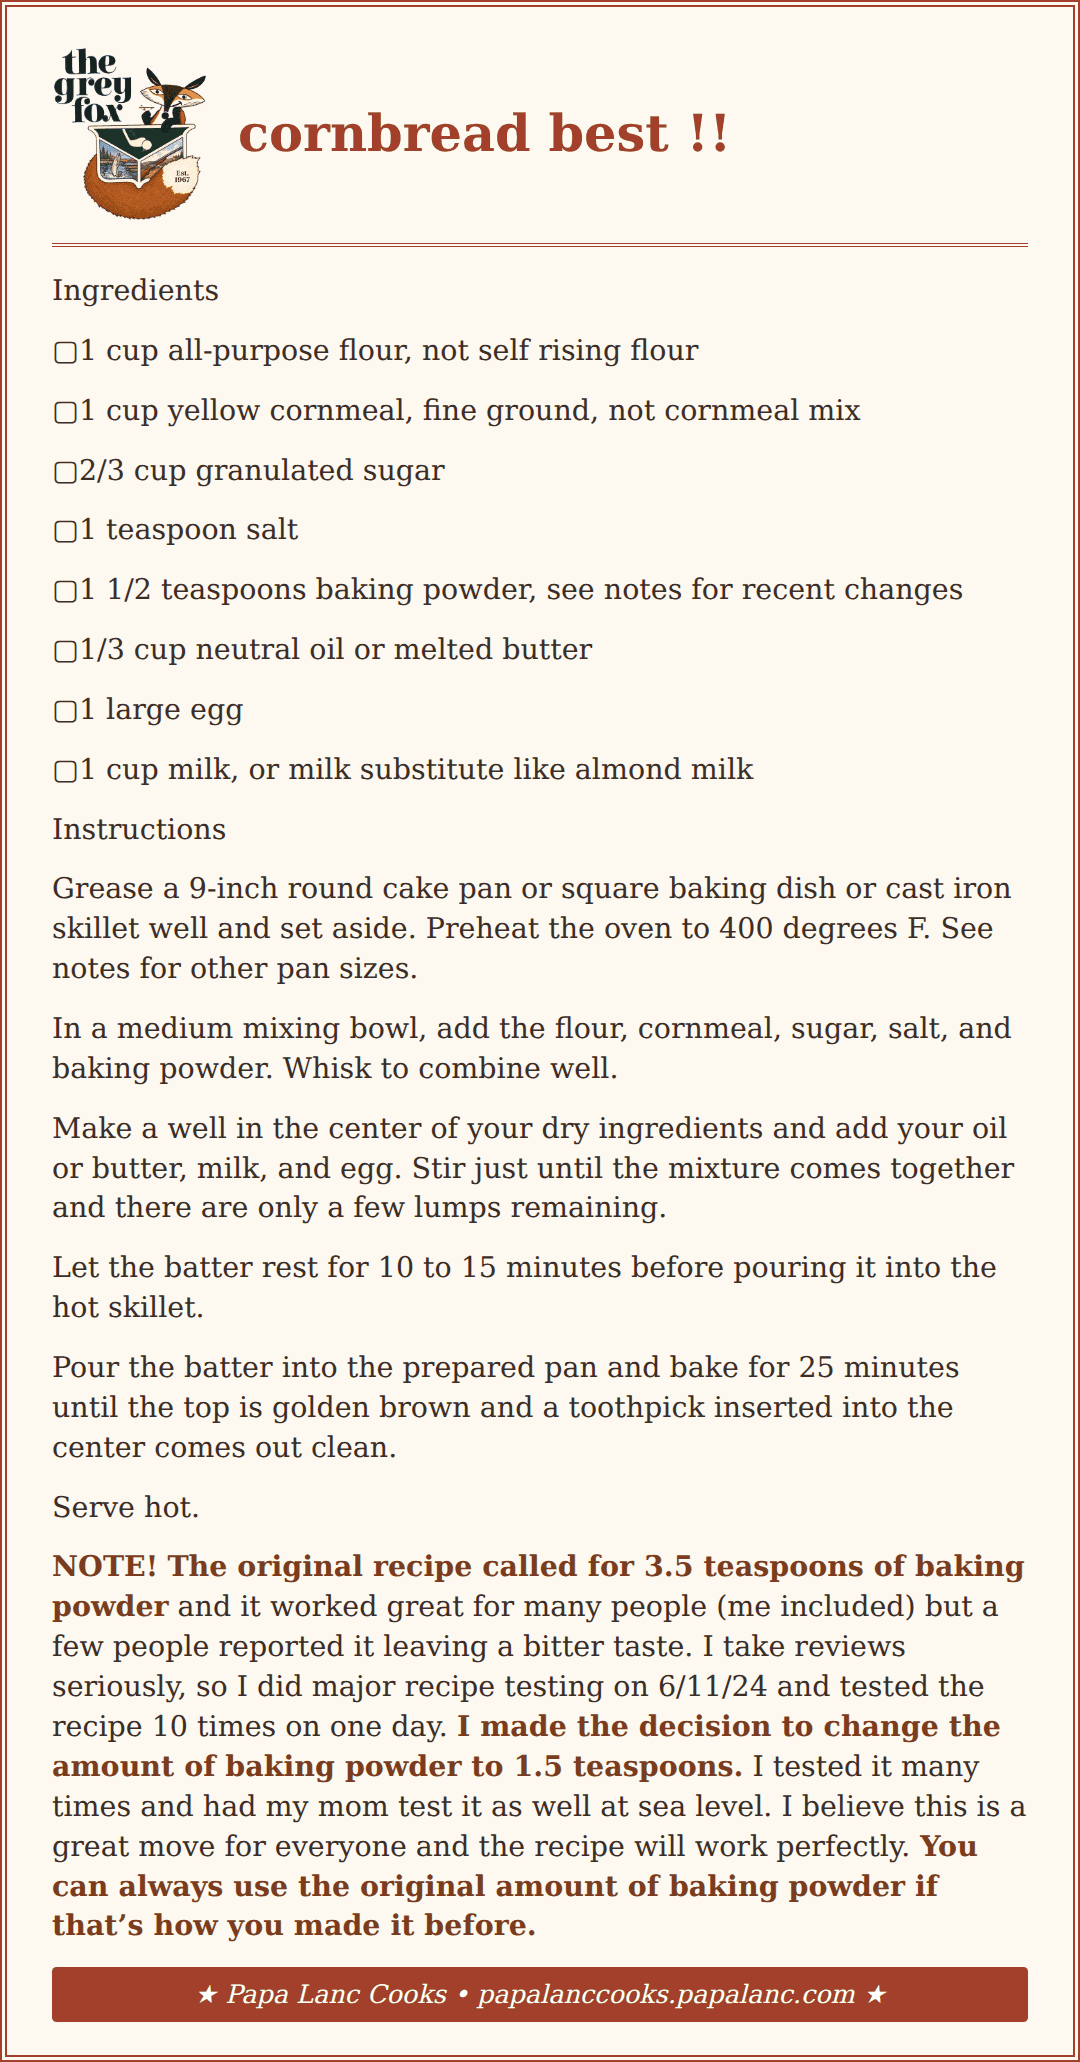 the
grey
fox
Est.
1967
cornbread best !!
Ingredients
▢1 cup all-purpose flour, not self rising flour
▢1 cup yellow cornmeal, fine ground, not cornmeal mix
▢2/3 cup granulated sugar
▢1 teaspoon salt
▢1 1/2 teaspoons baking powder, see notes for recent changes
▢1/3 cup neutral oil or melted butter
▢1 large egg
▢1 cup milk, or milk substitute like almond milk
Instructions
Grease a 9-inch round cake pan or square baking dish or cast iron
skillet well and set aside. Preheat the oven to 400 degrees F. See
notes for other pan sizes.
In a medium mixing bowl, add the flour, cornmeal, sugar, salt, and
baking powder. Whisk to combine well.
Make a well in the center of your dry ingredients and add your oil
or butter, milk, and egg. Stir just until the mixture comes together
and there are only a few lumps remaining.
Let the batter rest for 10 to 15 minutes before pouring it into the
hot skillet.
Pour the batter into the prepared pan and bake for 25 minutes
until the top is golden brown and a toothpick inserted into the
center comes out clean.
Serve hot.
NOTE! The original recipe called for 3.5 teaspoons of baking
powder and it worked great for many people (me included) but a
few people reported it leaving a bitter taste. I take reviews
seriously, so I did major recipe testing on 6/11/24 and tested the
recipe 10 times on one day. I made the decision to change the
amount of baking powder to 1.5 teaspoons. I tested it many
times and had my mom test it as well at sea level. I believe this is a
great move for everyone and the recipe will work perfectly. You
can always use the original amount of baking powder if
that’s how you made it before.
★ Papa Lanc Cooks • papalanccooks.papalanc.com ★